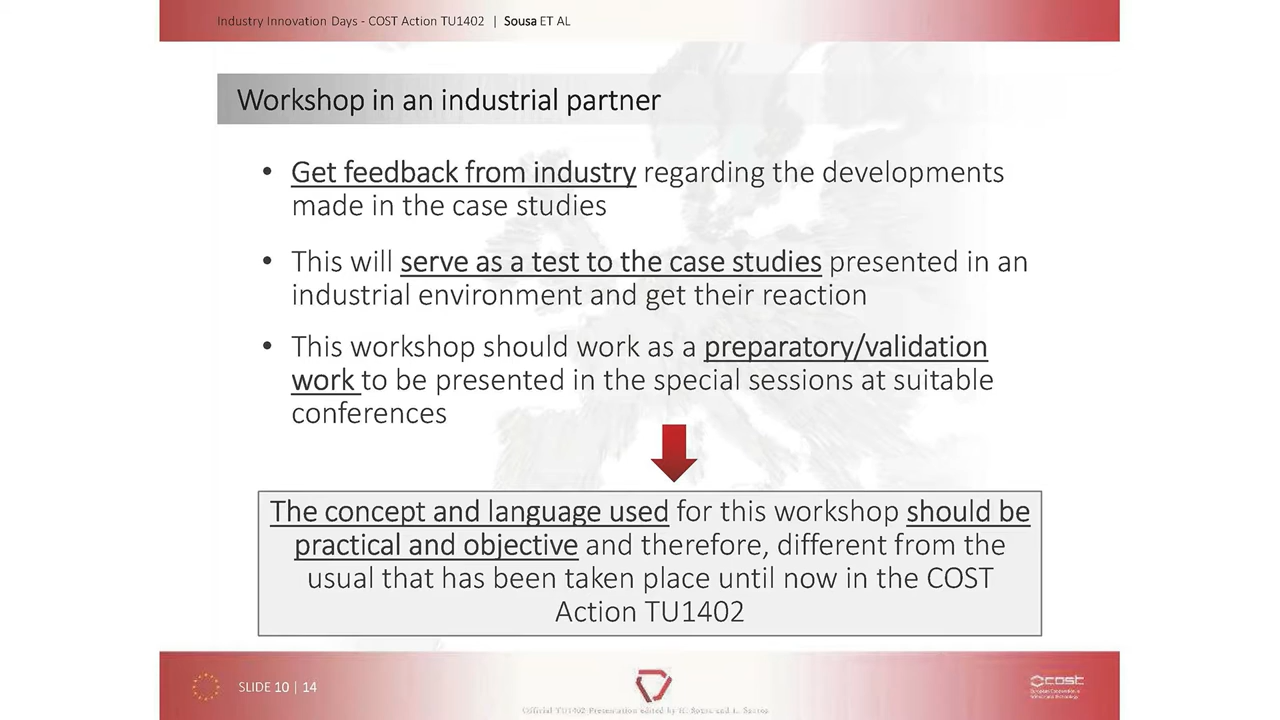 Industry Innovation Days - COST Action TU1402 | Sousa ET AL
Workshop in an industrial partner
• Get feedback from industry regarding the developments
made in the case studies
• This will serve as a test to the case studies presented in an
industrial environment and get their reaction
• This workshop should work as a preparatory/validation
work to be presented in the special sessions at suitable
conferences
The concept and language used for this workshop should be
practical and objective and therefore, different from the
usual that has been taken place until now in the COST
Action TU1402
SLIDE 10 | 14
cost
Official TU1402 Presentation edited by H. Sousa and L. Santos